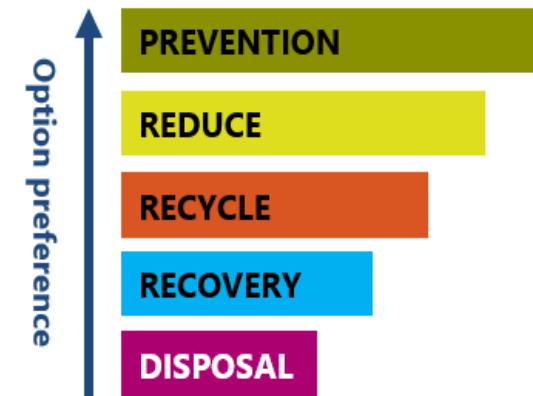 Option preference
PREVENTION
REDUCE
RECYCLE
RECOVERY
DISPOSAL